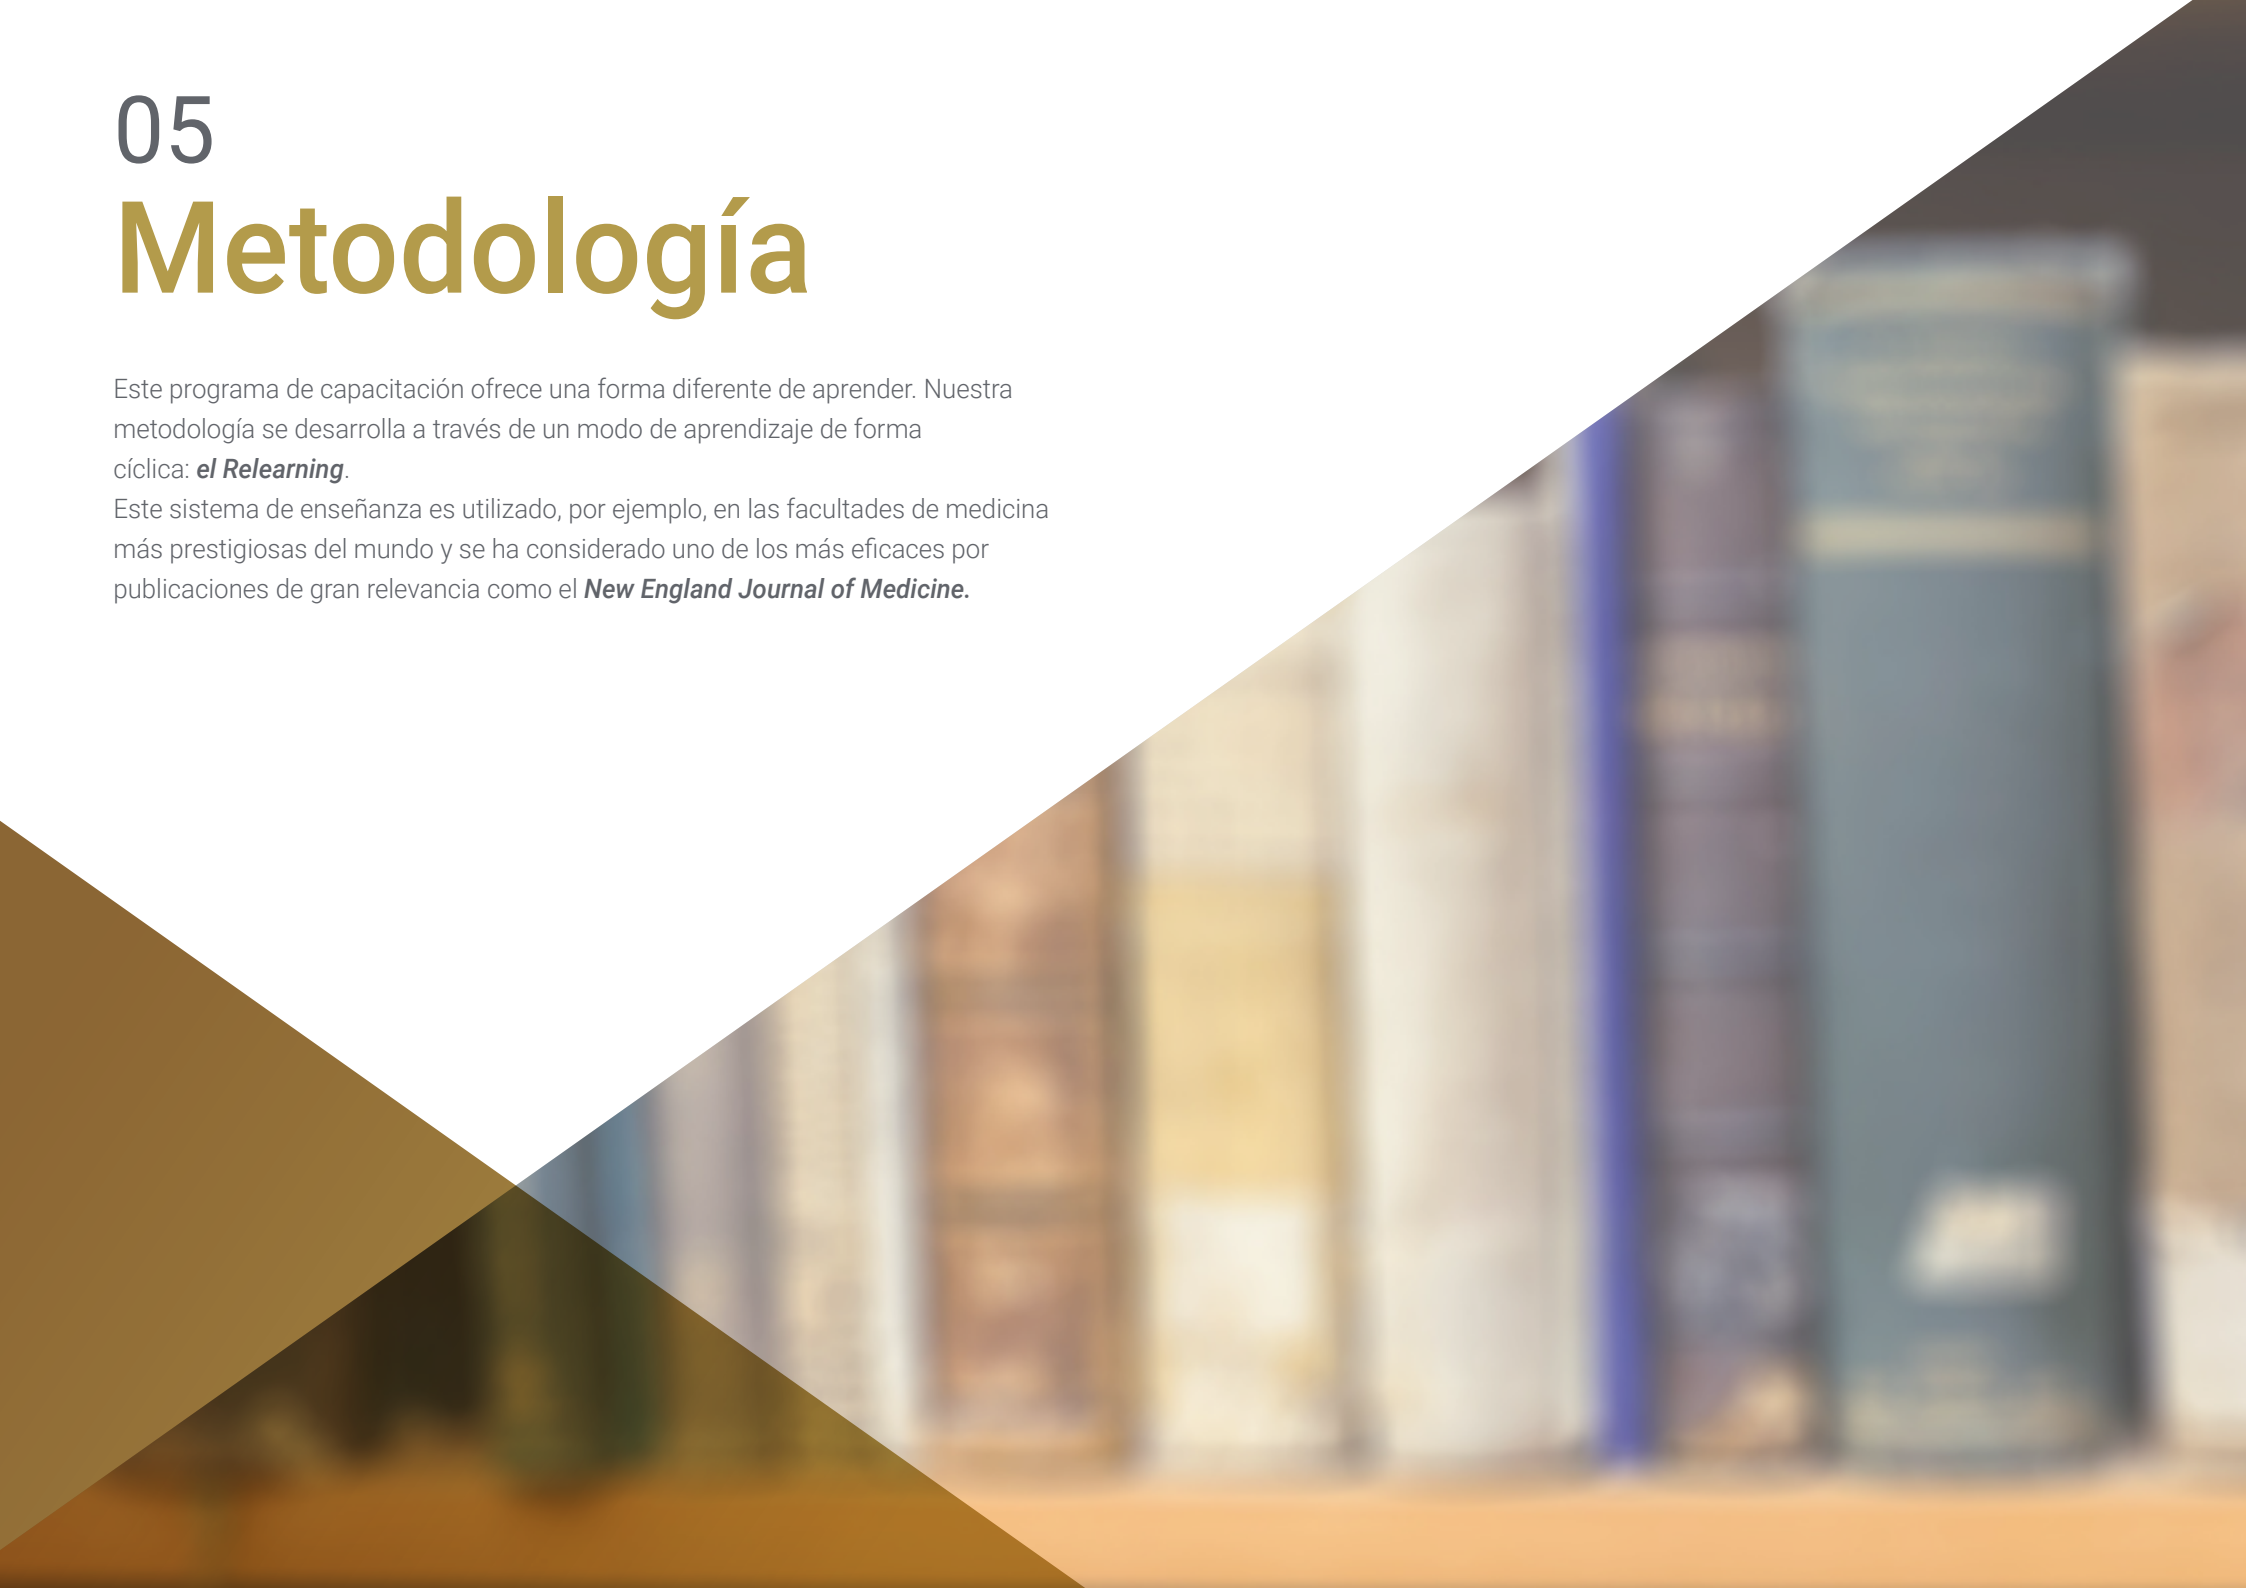 05
Metodología
Este programa de capacitación ofrece una forma diferente de aprender. Nuestra
metodología se desarrolla a través de un modo de aprendizaje de forma
cíclica: el Relearning.
Este sistema de enseñanza es utilizado, por ejemplo, en las facultades de medicina
más prestigiosas del mundo y se ha considerado uno de los más eficaces por
publicaciones de gran relevancia como el New England Journal of Medicine.